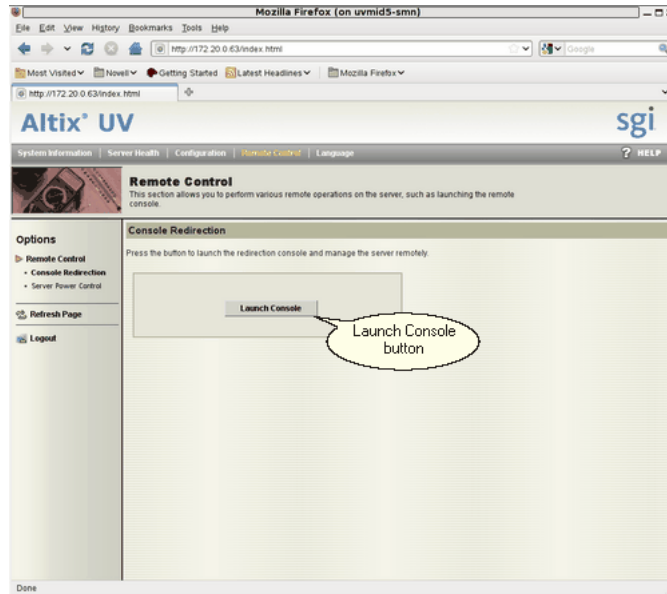 Mozilla Firefox (on uvmid5-smn)
File Edit View History Bookmarks Tools Help
http://172.20.0.63/index.html
Google
Most Visited Novell Getting Started Latest Headlines Mozilla Firefox
http://172.20.0.63/index.html
Altix® UV
sgi
System Information | Server Health | Configuration | Remote Control | Language
? HELP
Remote Control
This section allows you to perform various remote operations on the server, such as launching the remote
console.
Options
Console Redirection
Press the button to launch the redirection console and manage the server remotely.
Remote Control
Console Redirection
Server Power Control
Launch Console
Refresh Page
Launch Console
button
Logout
Done